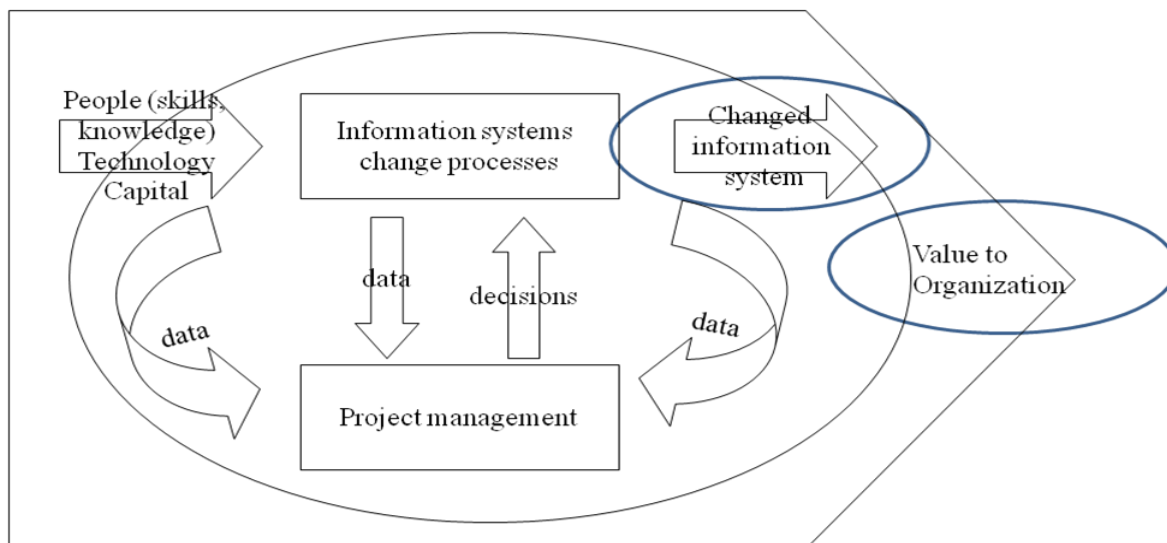 People (skills,
knowledge)
Technology
Capital
Information systems
change processes
Changed
information
system
Value to
Organization
data
decisions
data
data
Project management